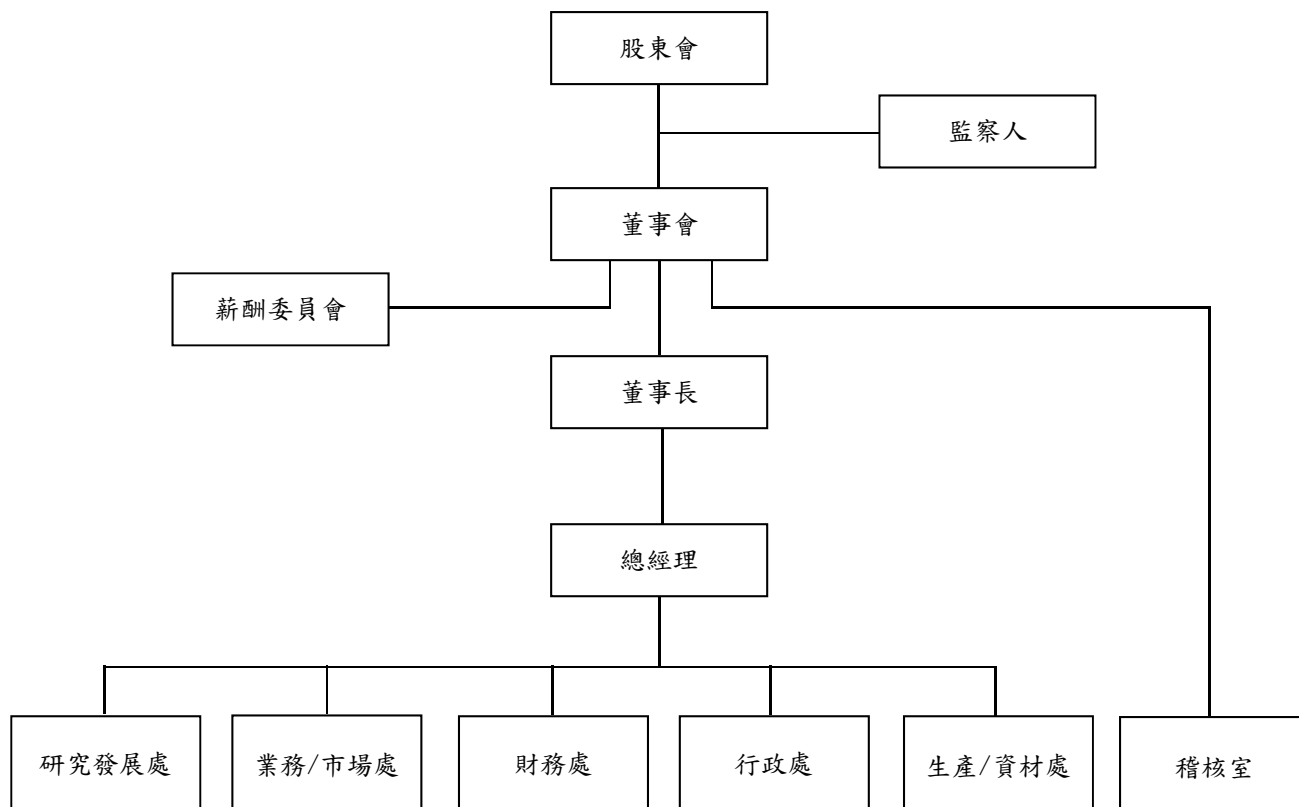 股東會
監察人
董事會
薪酬委員會
董事長
總經理
研究發展處
業務/市場處
財務處
行政處
生產/資材處
稽核室